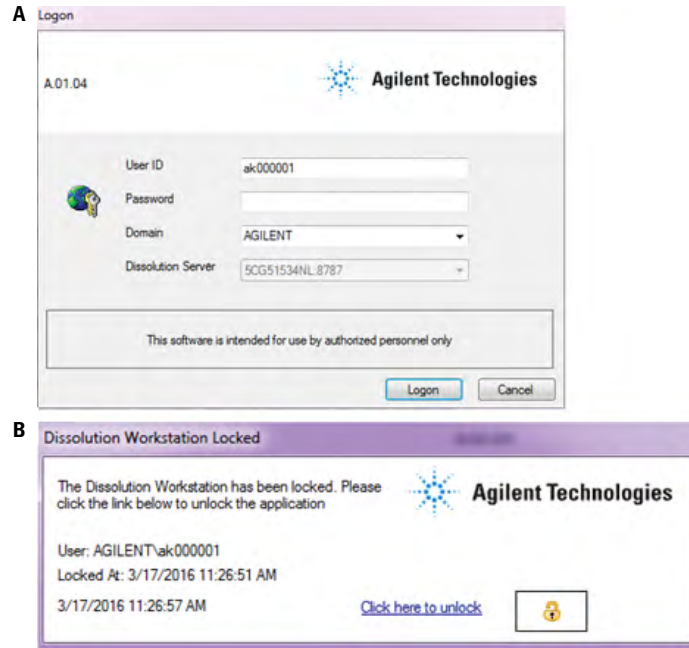 A
Logon
A.01.04
Agilent Technologies
User ID
ak000001
Password
Domain
AGILENT
Dissolution Server
5CG51534NL:8787
This software is intended for use by authorized personnel only
Logon
Cancel
B
Dissolution Workstation Locked
The Dissolution Workstation has been locked. Please
click the link below to unlock the application
Agilent Technologies
User: AGILENT\ak000001
Locked At: 3/17/2016 11:26:51 AM
3/17/2016 11:26:57 AM
Click here to unlock